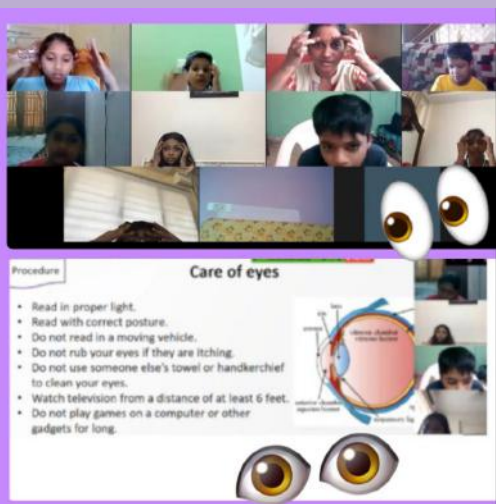 Procedure
Care of eyes
• Read in proper light.
• Read with correct posture.
• Do not read in a moving vehicle.
• Do not rub your eyes if they are itching.
• Do not use someone else's towel or handkerchief
to clean your eyes.
• Watch television from a distance of at least 6 feet.
• Do not play games on a computer or other
gadgets for long.